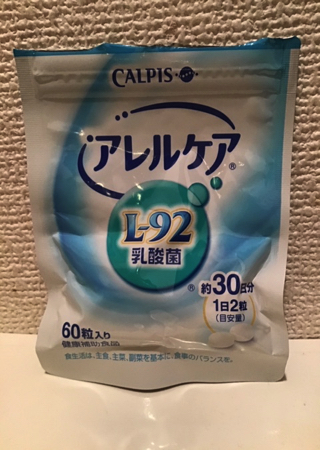 CALPIS
アレルケア®
L-92
乳酸菌
®
約30日分
1日2粒
(目安量)
60粒入り
健康補助食品
食生活は、主食、主菜、副菜を基本に、食事のバランスを。